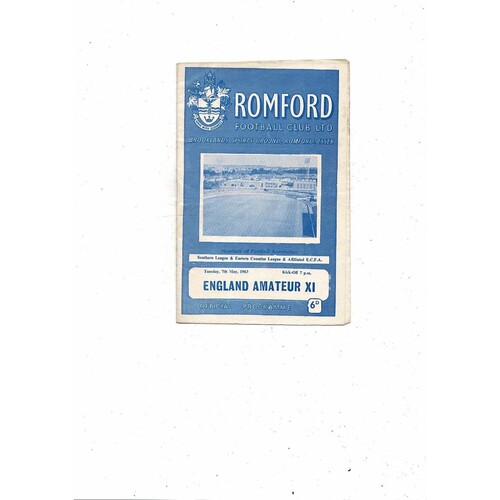 ROMFORD
FOOTBALL CLUB LTD
BROOKLANDS SPORTS GROUND, ROMFORD, ESSEX
Members of Football Association
Southern League & Eastern Counties League & Affiliated E.C.F.A.
Tuesday, 7th May, 1963 Kick-Off 7 p.m.
ENGLAND AMATEUR XI
OFFICIAL PROGRAMME 6D